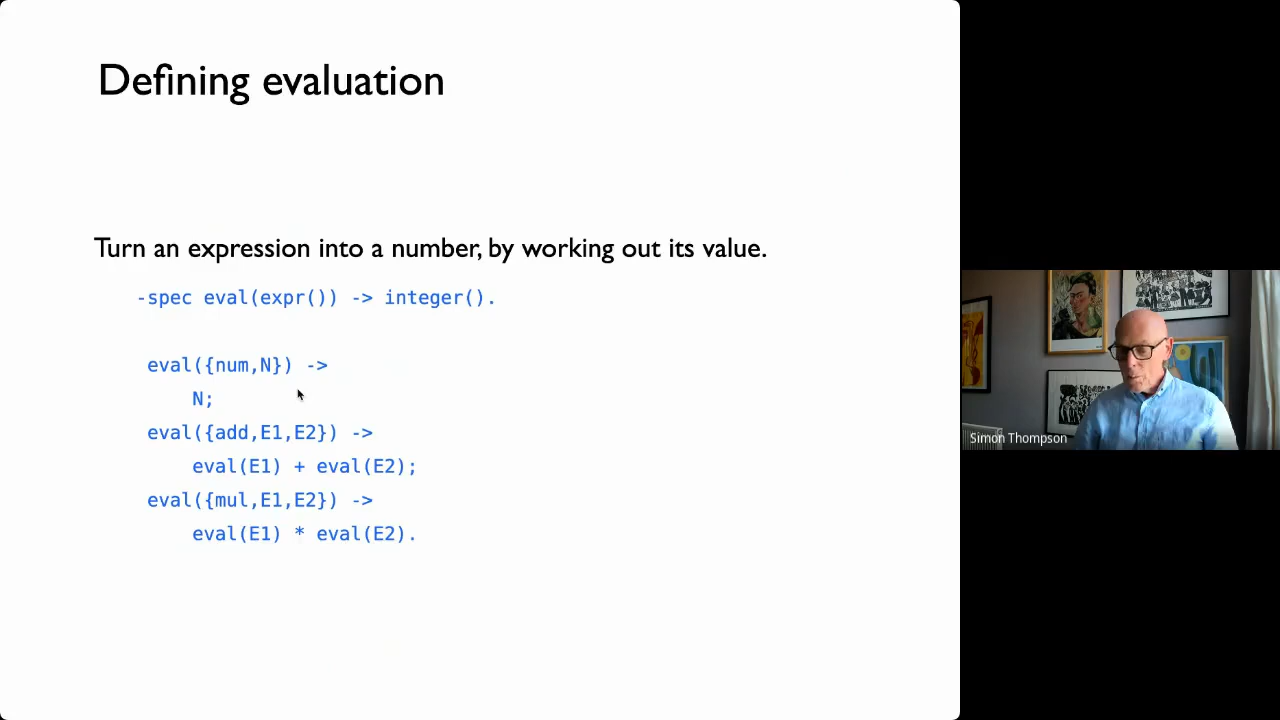 Defining evaluation
Turn an expression into a number, by working out its value.
-spec eval(expr()) -> integer().
eval({num,N}) ->
N;
eval({add,E1,E2}) ->
eval(E1) + eval(E2);
eval({mul,E1,E2}) ->
eval(E1) * eval(E2).
Simon Thompson